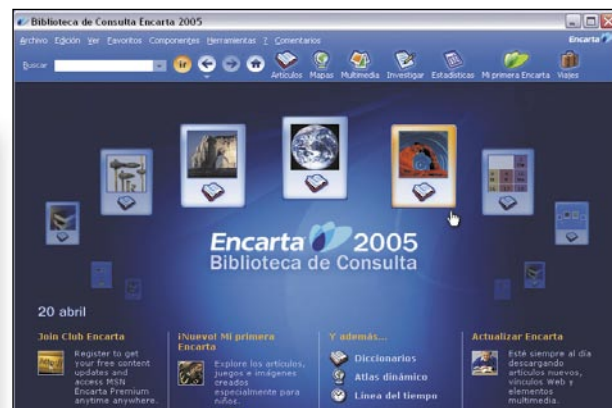 Biblioteca de Consulta Encarta 2005
Archivo Edición Ver Favoritos Componentes Herramientas ? Comentarios
Encarta
Buscar
Ir
Artículos Mapas Multimedia Investigar Estadísticas Mi primera Encarta Viajes
Encarta 2005
Biblioteca de Consulta
20 abril
Join Club Encarta
Register to get
your free content
updates and
access MSN
Encarta Premium
anytime anywhere.
¡Nuevo! Mi primera
Encarta
Explore los artículos,
juegos e imágenes
creados
especialmente para
niños.
Y además...
Diccionarios
Atlas dinámico
Línea del tiempo
Actualizar Encarta
Esté siempre al día
descargando
artículos nuevos,
vínculos Web y
elementos
multimedia.